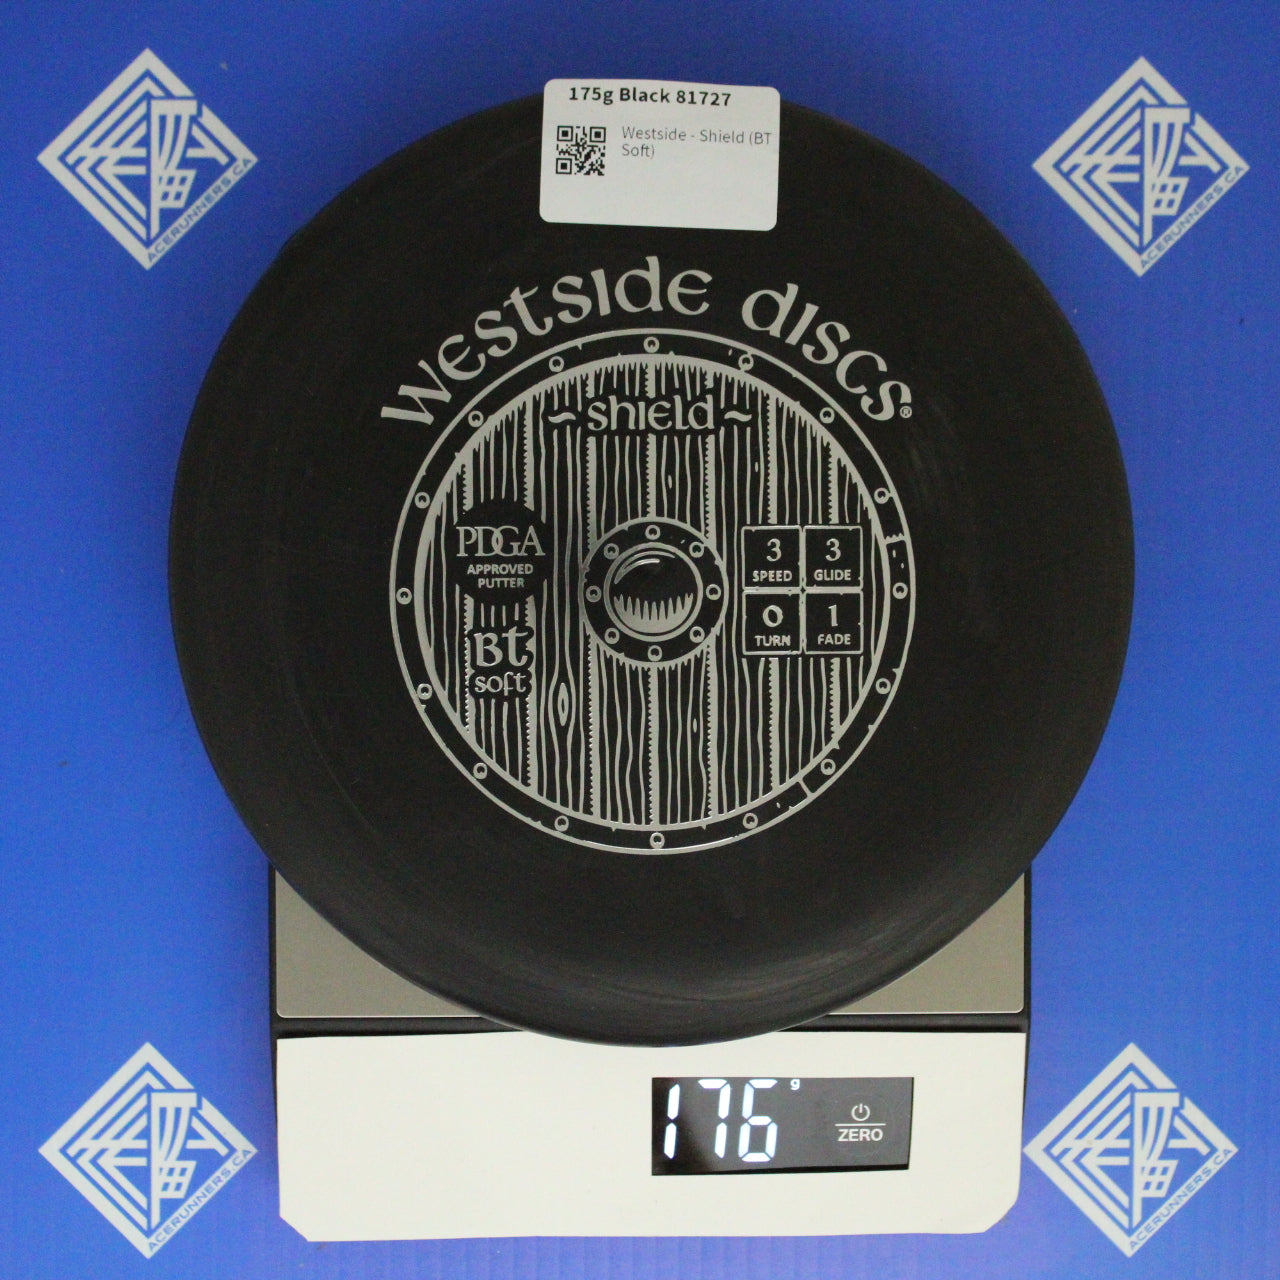 175g Black 81727
Westside - Shield (BT
Soft)
ACERUNNERS.CA
ACERUNNERS.CA
Westside discs®
~shield~
PDGA
APPROVED
PUTTER
BT
soft
3 3
SPEED GLIDE
0 1
TURN FADE
176 g
ZERO
ACERUNNERS.CA
ACERUNNERS.CA